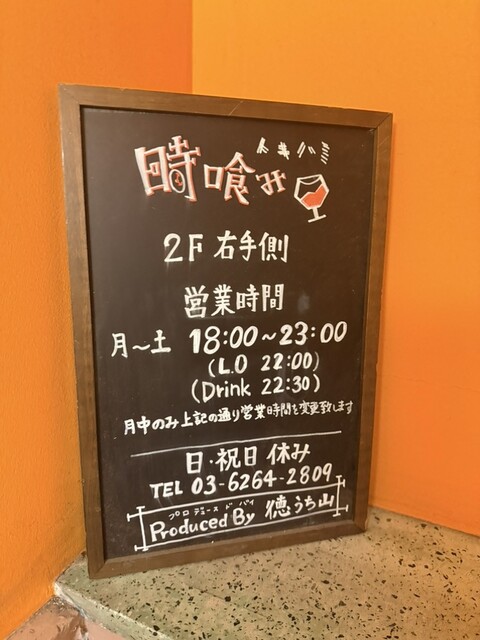 トキハミ
時喰み
2F 右手側
営業時間
月～土 18:00～23:00
(L.O 22:00)
(Drink 22:30)
月中のみ上記の通り営業時間を変更致します
日・祝日 休み
TEL 03-6264-2809
プロデュース ド バイ
Produced By 徳うち山